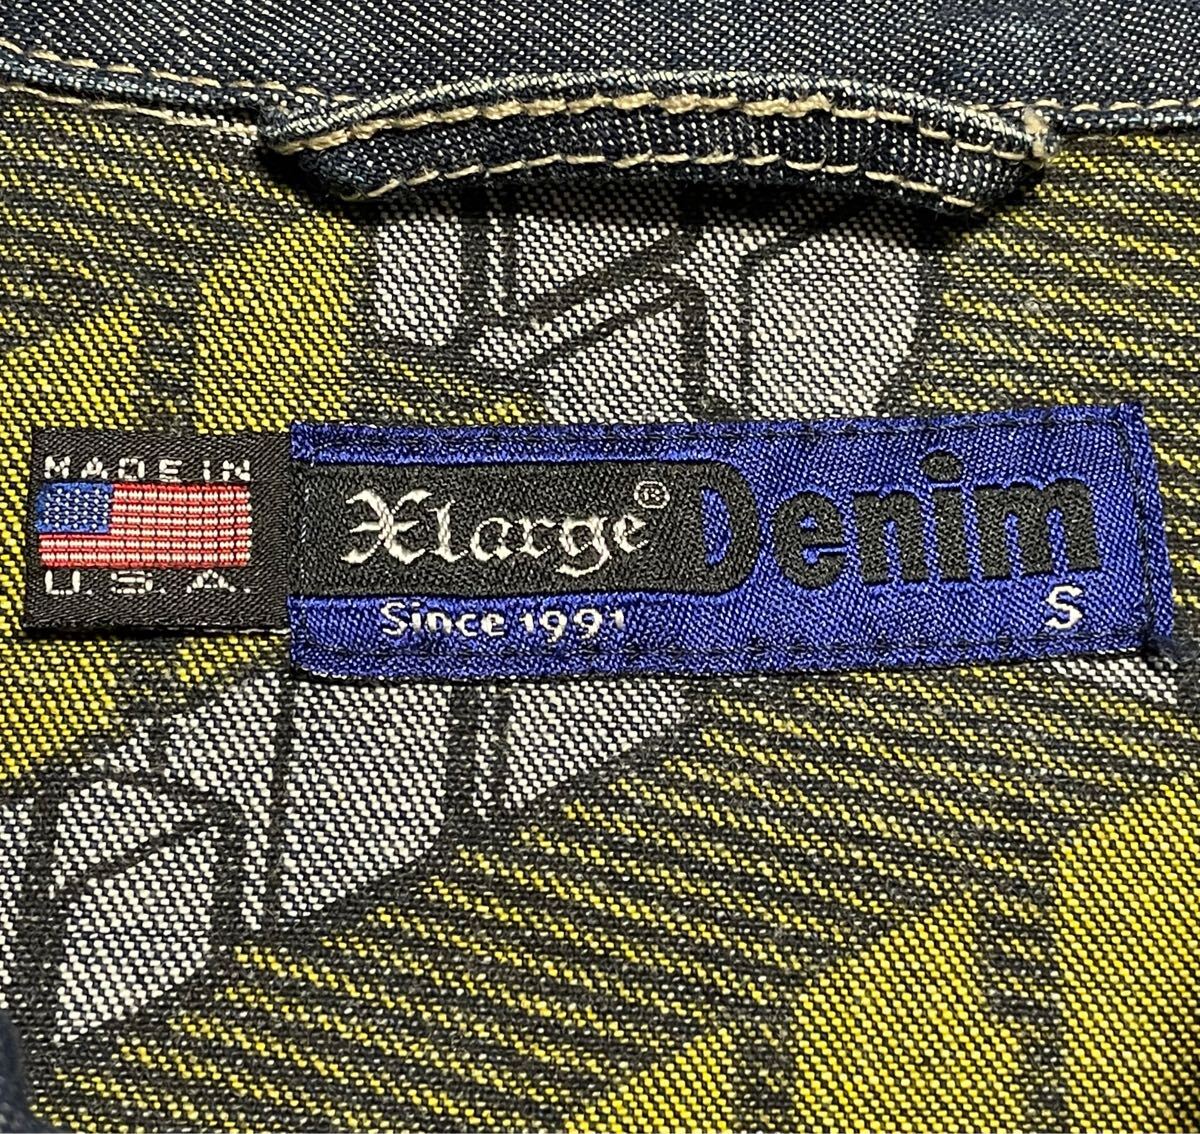 MADE IN
U.S.A.
Xlarge® Denim
Since 1991
S